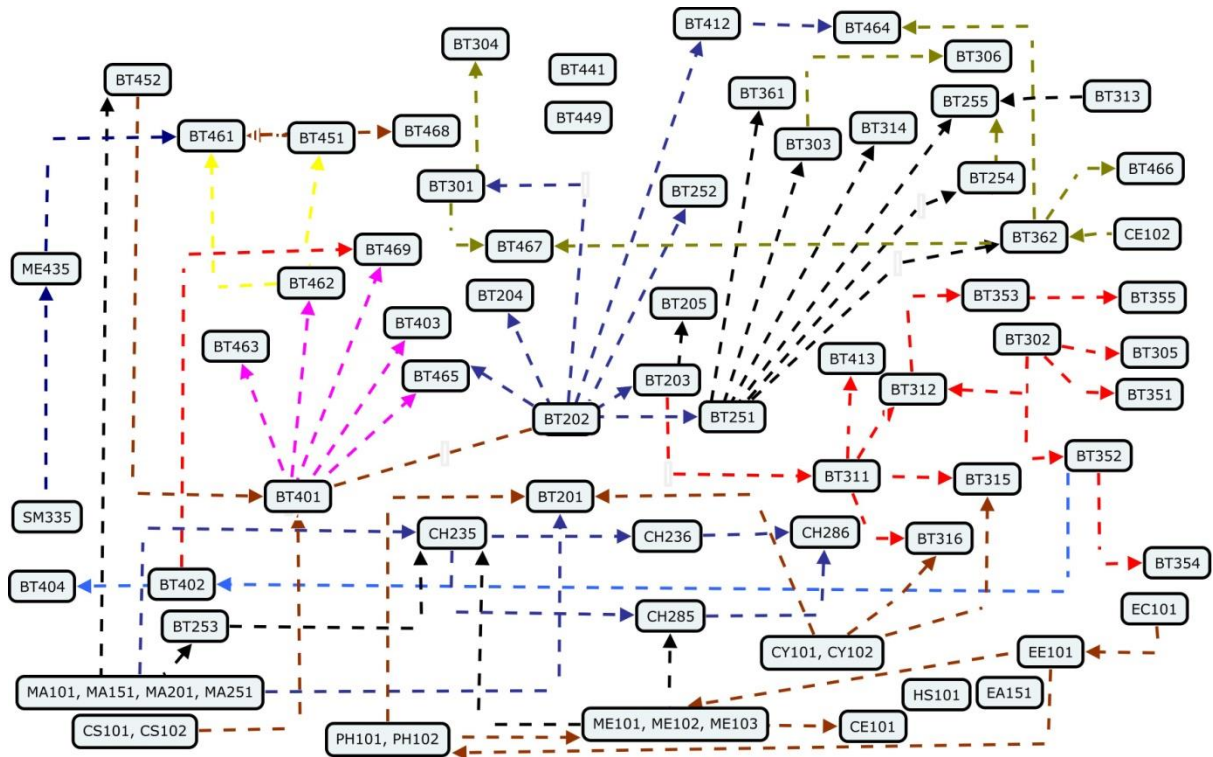 BT412
BT464
BT304
BT306
BT441
BT452
BT361
BT255
BT313
BT449
BT461
BT451
BT468
BT314
BT303
BT301
BT252
BT254
BT466
BT467
BT362
CE102
BT469
ME435
BT462
BT204
BT205
BT353
BT355
BT403
BT463
BT302
BT305
BT413
BT465
BT203
BT312
BT351
BT202
BT251
BT352
BT401
BT201
BT311
BT315
SM335
CH235
CH236
CH286
BT316
BT404
BT402
BT354
BT253
CH285
EC101
CY101, CY102
EE101
MA101, MA151, MA201, MA251
HS101
EA151
CS101, CS102
PH101, PH102
ME101, ME102, ME103
CE101